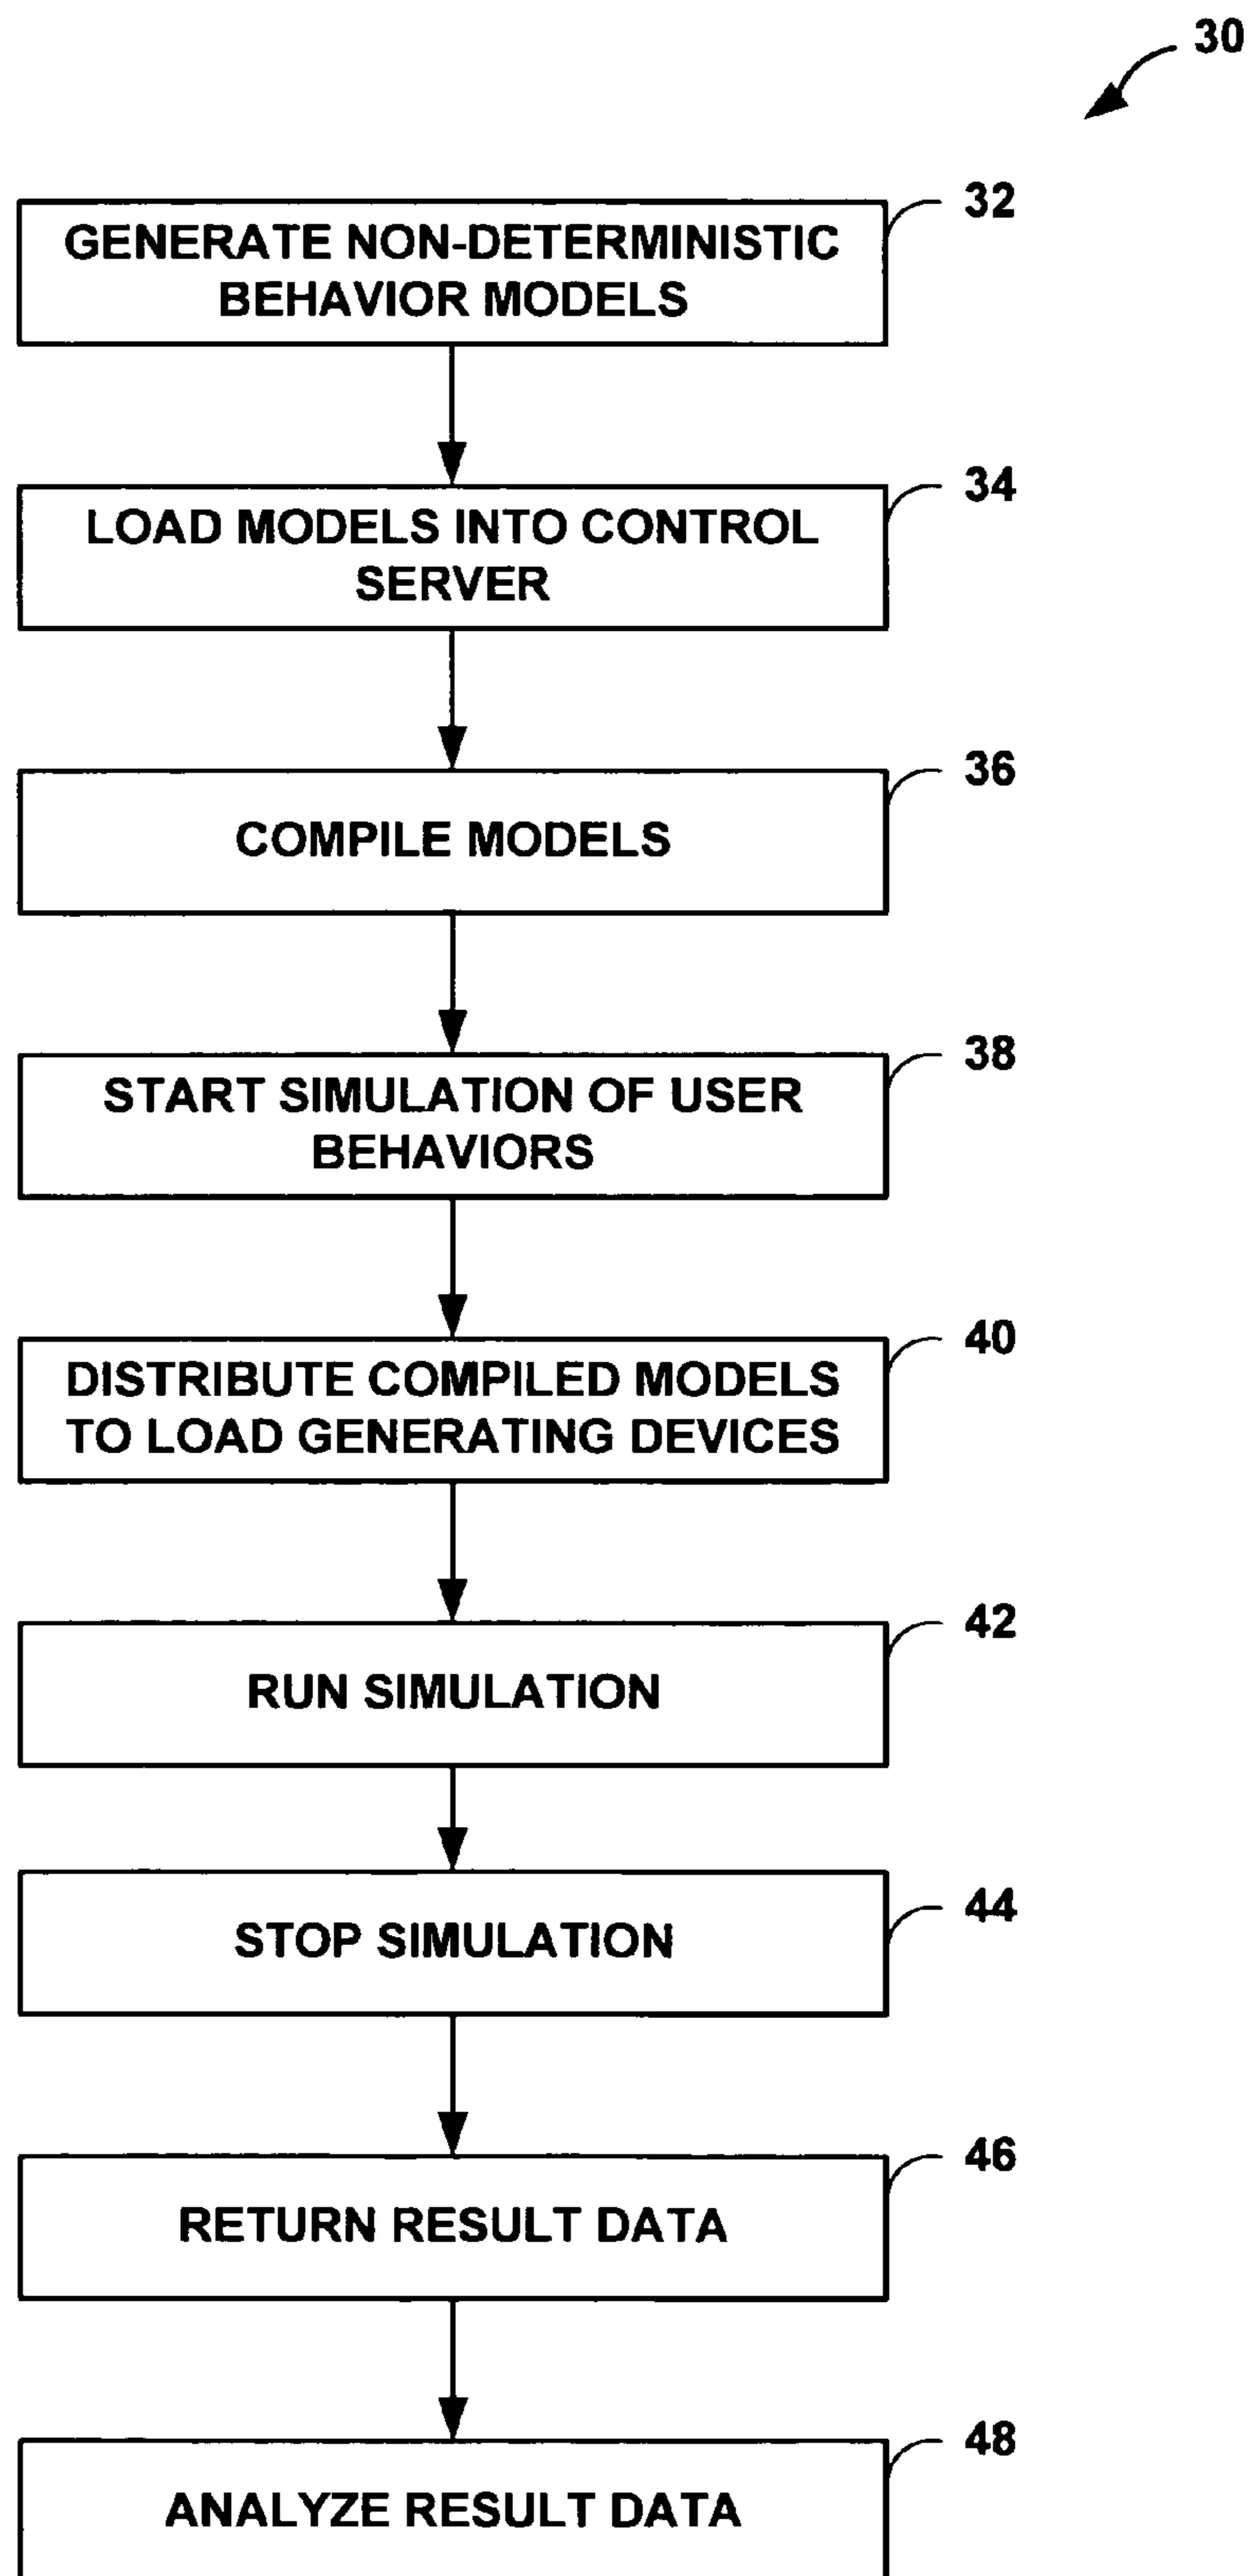 30
32
GENERATE NON-DETERMINISTIC
BEHAVIOR MODELS
34
LOAD MODELS INTO CONTROL
SERVER
36
COMPILE MODELS
38
START SIMULATION OF USER
BEHAVIORS
40
DISTRIBUTE COMPILED MODELS
TO LOAD GENERATING DEVICES
42
RUN SIMULATION
44
STOP SIMULATION
46
RETURN RESULT DATA
48
ANALYZE RESULT DATA